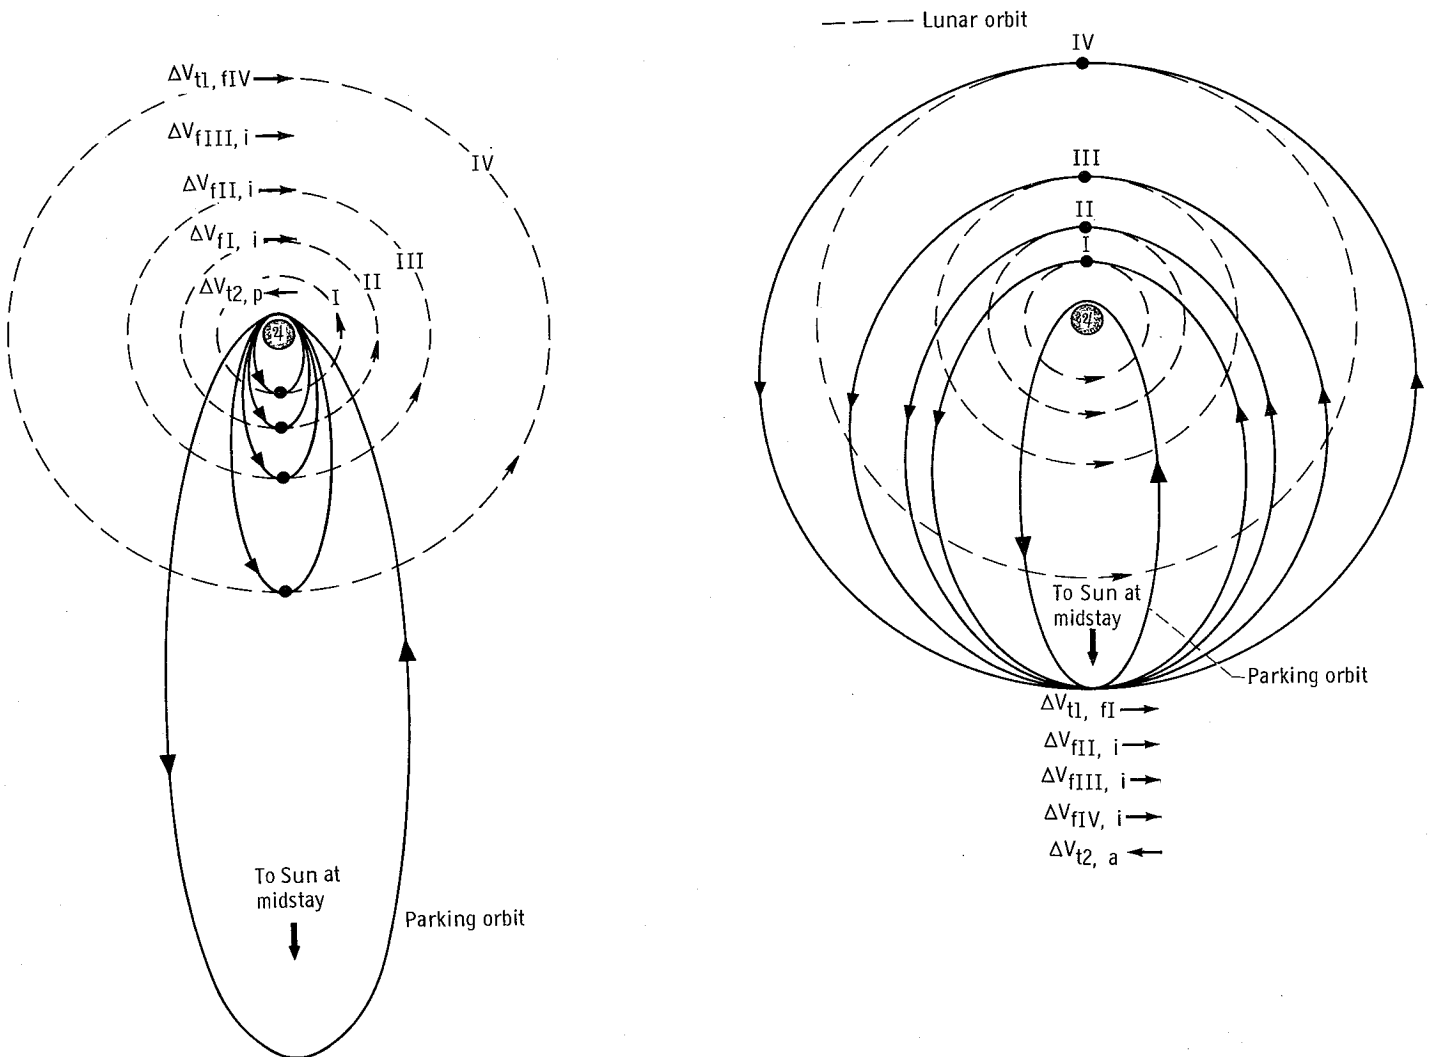 ΔV_{t1, fIV}
ΔV_{fIII, i}
ΔV_{fII, i}
ΔV_{fI, i}
ΔV_{t2, p}
I
II
III
IV
♃
To Sun at
midstay
Parking orbit
Lunar orbit
IV
III
II
I
♃
To Sun at
midstay
Parking orbit
ΔV_{t1, fI}
ΔV_{fII, i}
ΔV_{fIII, i}
ΔV_{fIV, i}
ΔV_{t2, a}